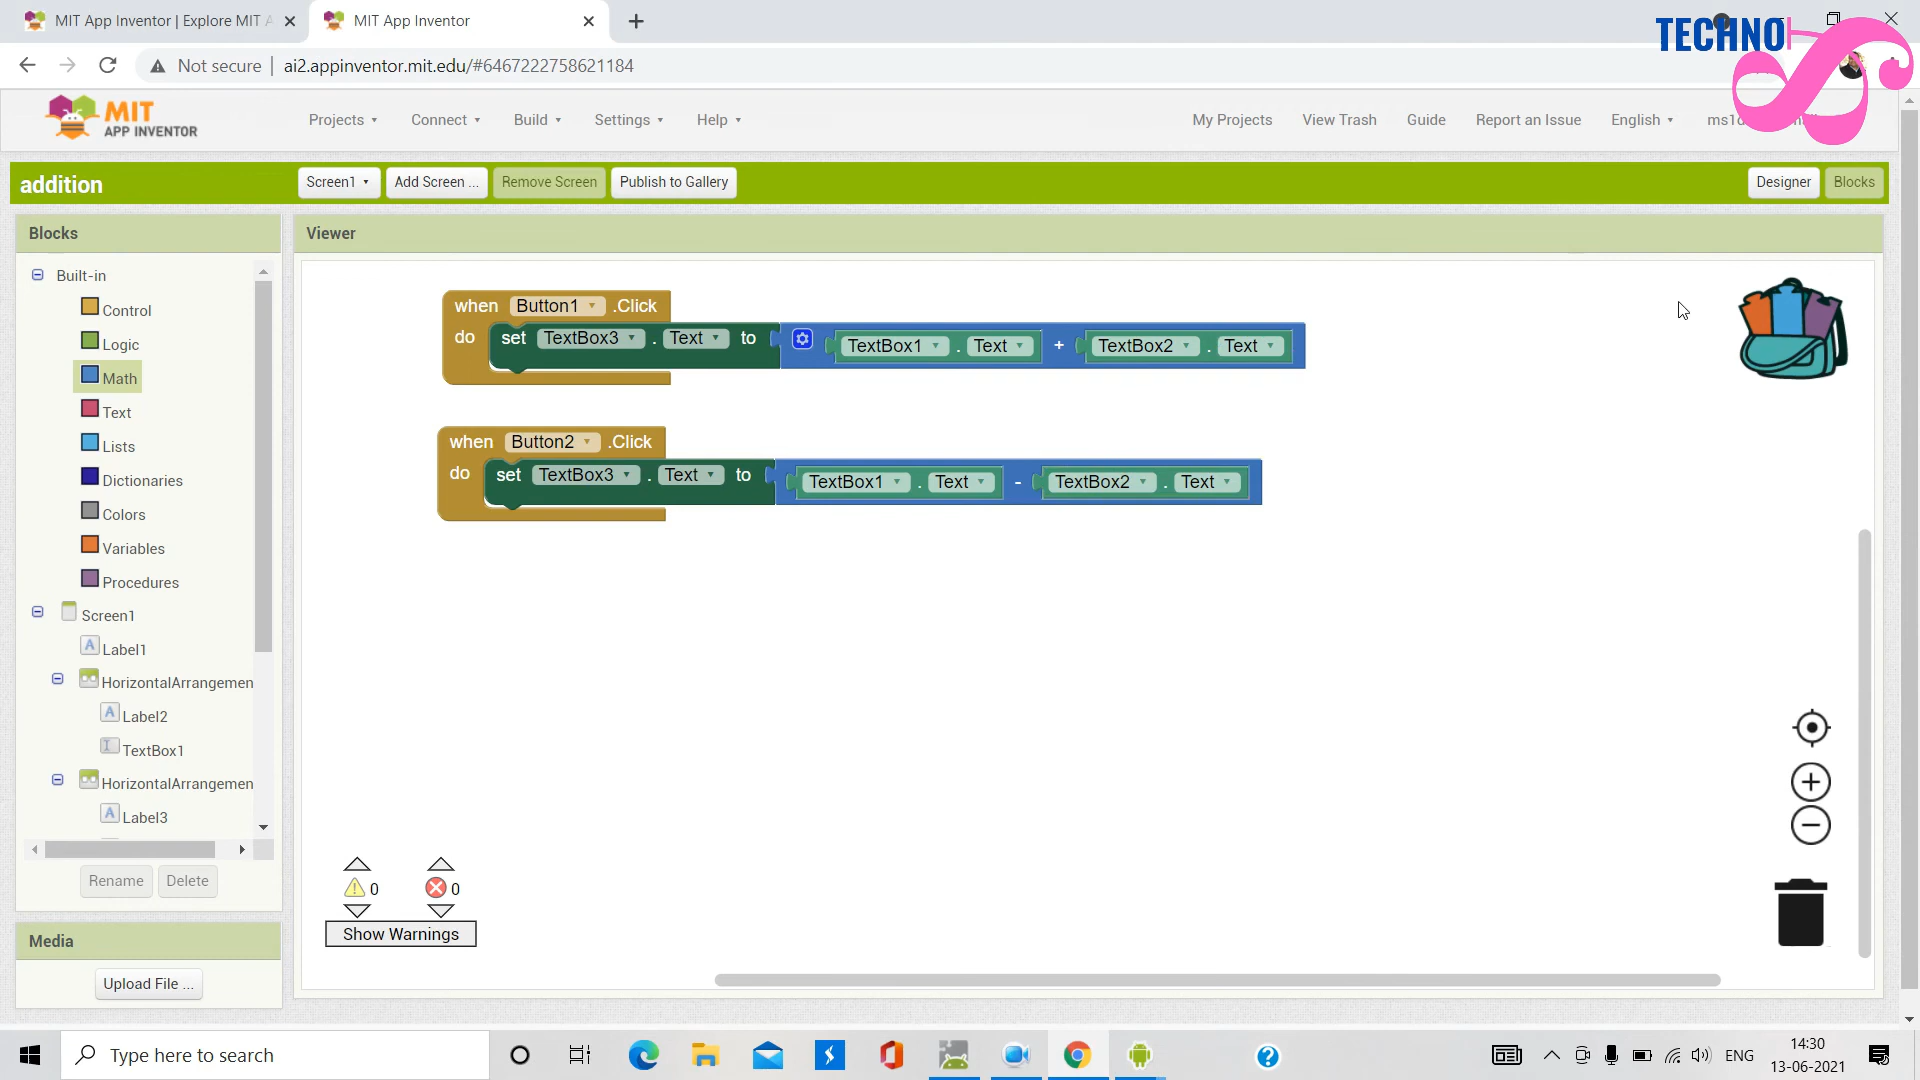 MIT App Inventor | Explore MIT A
MIT App Inventor
TECHNO
Not secure
ai2.appinventor.mit.edu/#6467222758621184
MIT
APP INVENTOR
Projects
Connect
Build
Settings
Help
My Projects
View Trash
Guide
Report an Issue
English
addition
Screen1
Add Screen ...
Remove Screen
Publish to Gallery
Designer
Blocks
Blocks
Viewer
Built-in
Control
Logic
Math
Text
Lists
Dictionaries
Colors
Variables
Procedures
Screen1
Label1
HorizontalArrangemen
Label2
TextBox1
HorizontalArrangemen
Label3
Rename
Delete
Media
Upload File ...
when Button1 .Click
do set TextBox3 . Text to TextBox1 . Text + TextBox2 . Text
when Button2 .Click
do set TextBox3 . Text to TextBox1 . Text - TextBox2 . Text
0
0
Show Warnings
Type here to search
ENG
14:30
13-06-2021